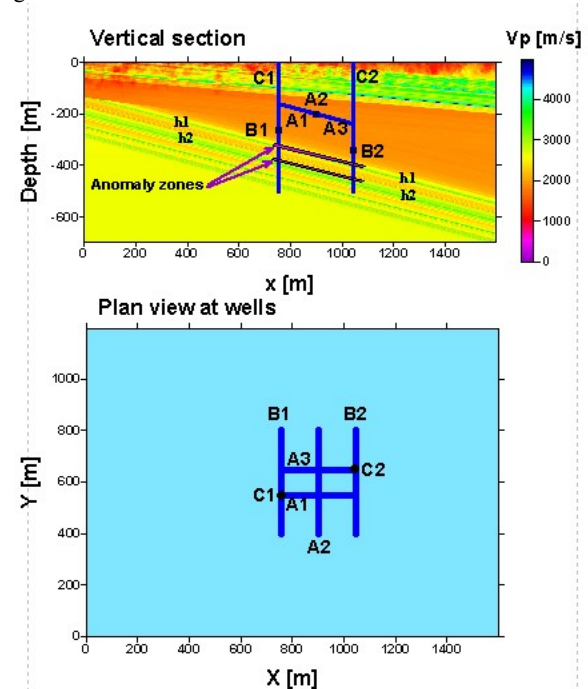 Vertical section
Vp [m/s]
C1
C2
A2
A1
A3
B1
B2
h1
h2
h1
h2
Anomaly zones
0
-200
-400
-600
Depth [m]
0
200
400
600
800
1000
1200
1400
x [m]
4000
3000
2000
1000
0
Plan view at wells
B1
B2
A3
C2
C1
A1
A2
1000
800
600
400
200
0
Y [m]
0
200
400
600
800
1000
1200
1400
X [m]